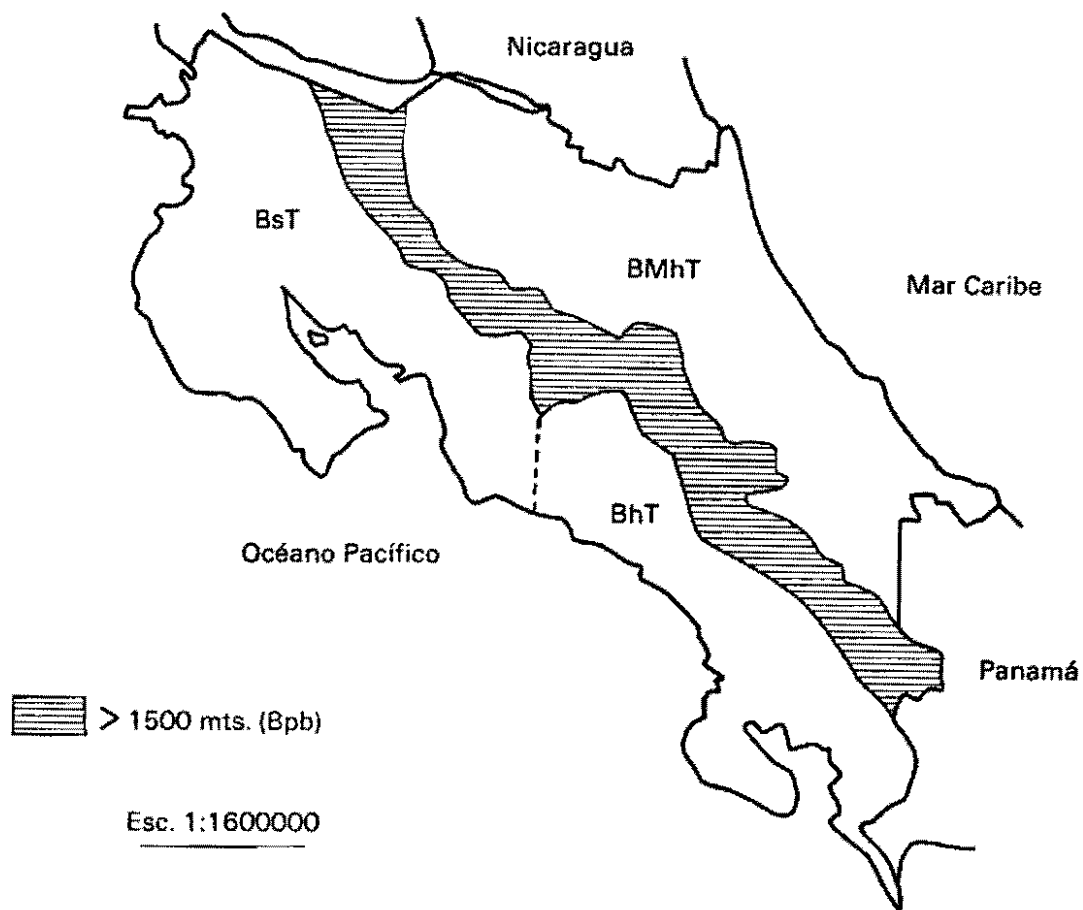 Nicaragua
BsT
BMhT
Mar Caribe
BhT
Océano Pacífico
Panamá
> 1500 mts. (Bpb)
Esc. 1:1600000